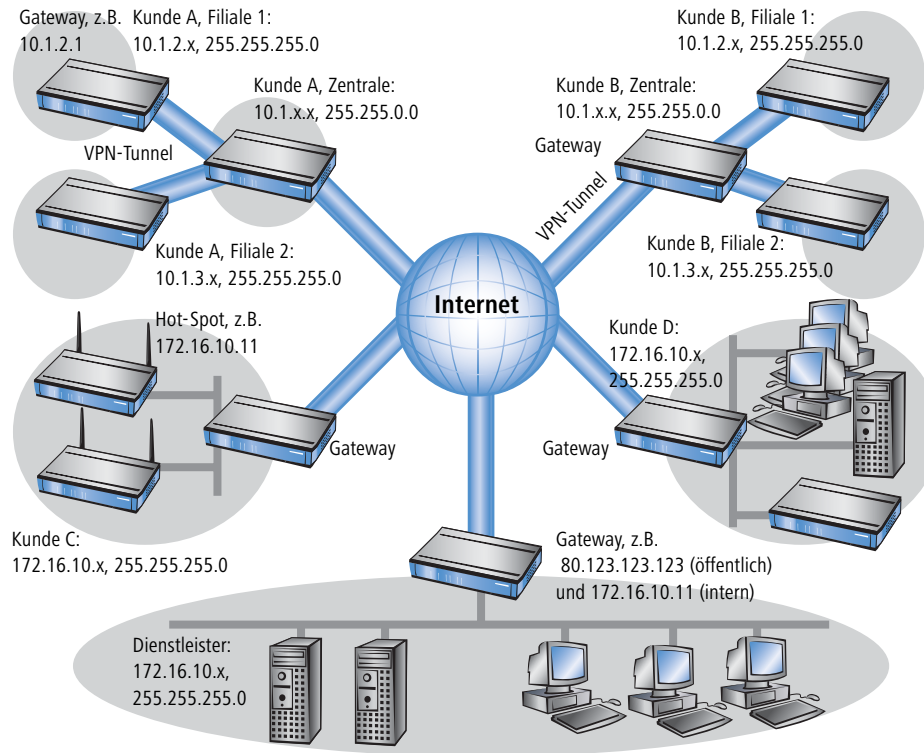 Gateway, z.B.
10.1.2.1
Kunde A, Filiale 1:
10.1.2.x, 255.255.255.0
Kunde B, Filiale 1:
10.1.2.x, 255.255.255.0
Kunde A, Zentrale:
10.1.x.x, 255.255.0.0
Kunde B, Zentrale:
10.1.x.x, 255.255.0.0
VPN-Tunnel
Gateway
VPN-Tunnel
Kunde A, Filiale 2:
10.1.3.x, 255.255.255.0
Kunde B, Filiale 2:
10.1.3.x, 255.255.255.0
Internet
Hot-Spot, z.B.
172.16.10.11
Kunde D:
172.16.10.x,
255.255.255.0
Gateway
Gateway
Kunde C:
172.16.10.x, 255.255.255.0
Gateway, z.B.
80.123.123.123 (öffentlich)
und 172.16.10.11 (intern)
Dienstleister:
172.16.10.x,
255.255.255.0